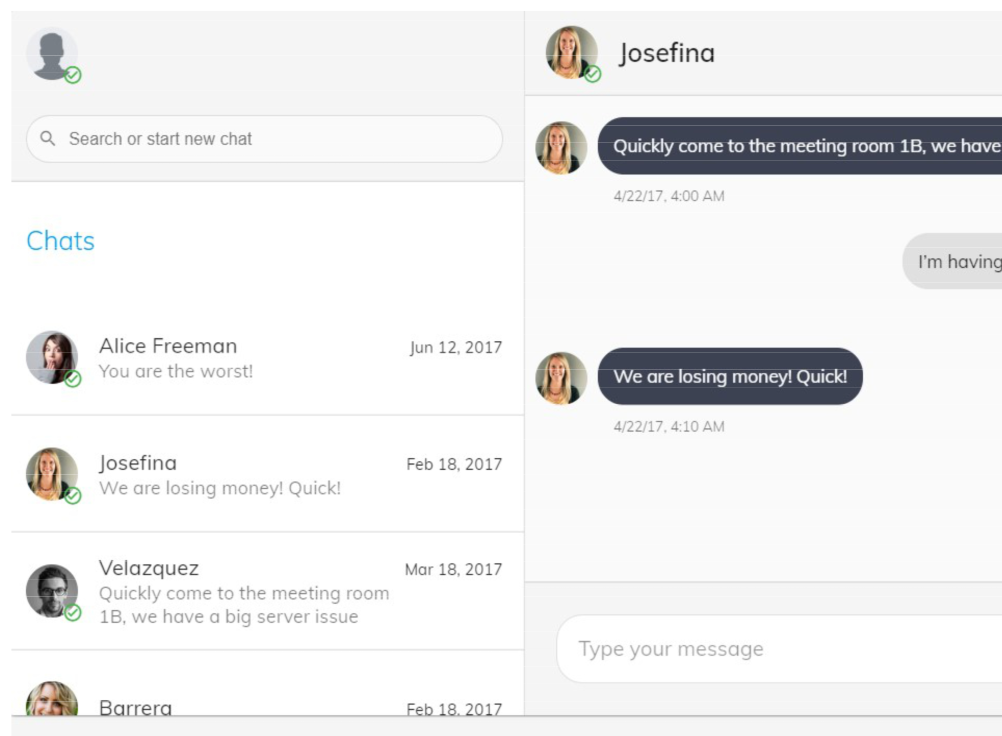 Search or start new chat
Chats
Alice Freeman
Jun 12, 2017
You are the worst!
Josefina
Feb 18, 2017
We are losing money! Quick!
Velazquez
Mar 18, 2017
Quickly come to the meeting room
1B, we have a big server issue
Barrera
Feb 18, 2017
Josefina
Quickly come to the meeting room 1B, we have
4/22/17, 4:00 AM
I'm having
We are losing money! Quick!
4/22/17, 4:10 AM
Type your message